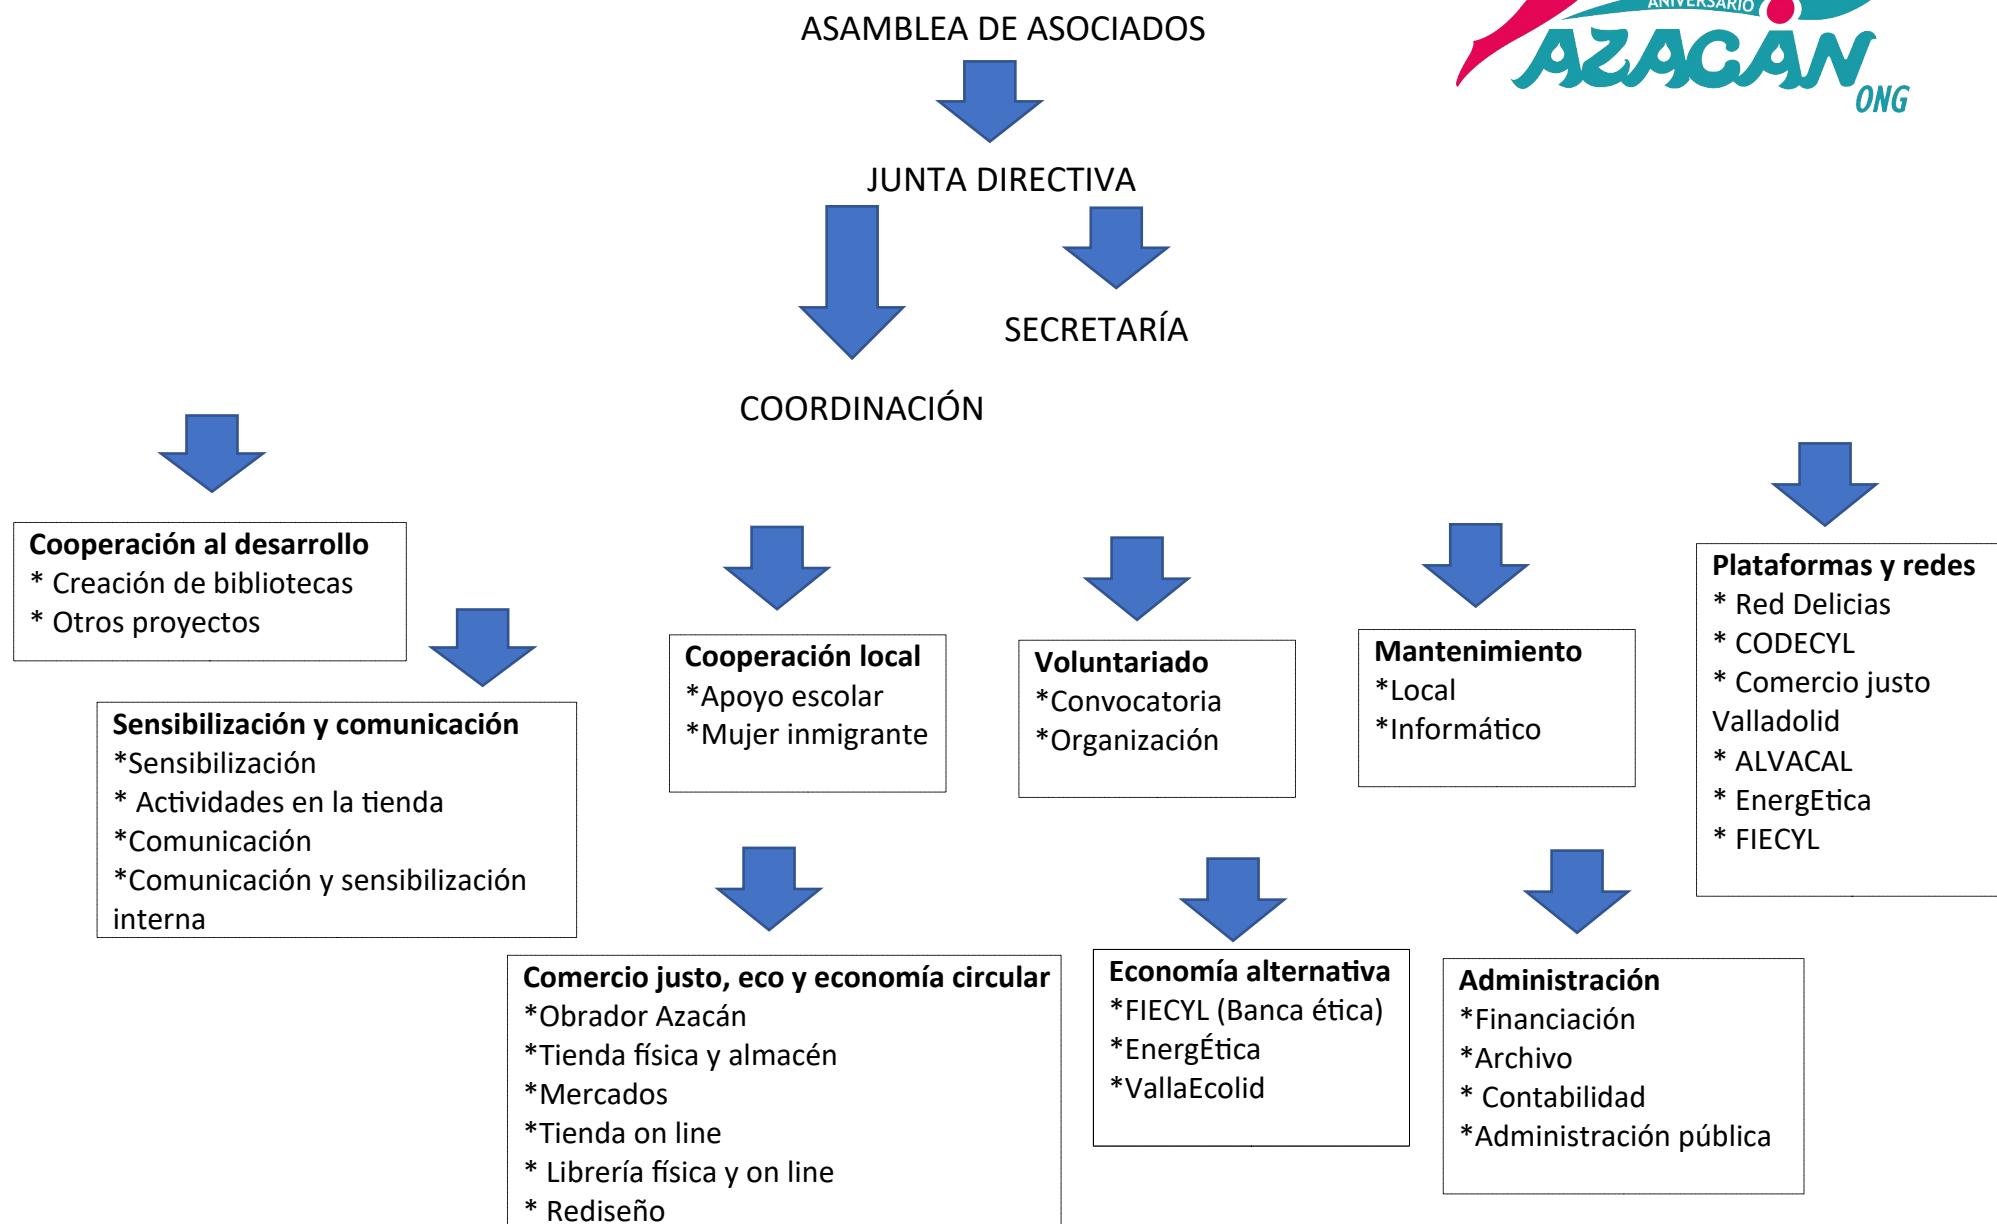 ANIVERSARIO
AZACÁN
ONG
ASAMBLEA DE ASOCIADOS
JUNTA DIRECTIVA
SECRETARÍA
COORDINACIÓN
Cooperación al desarrollo
* Creación de bibliotecas
* Otros proyectos
Sensibilización y comunicación
*Sensibilización
* Actividades en la tienda
*Comunicación
*Comunicación y sensibilización
interna
Cooperación local
*Apoyo escolar
*Mujer inmigrante
Voluntariado
*Convocatoria
*Organización
Mantenimiento
*Local
*Informático
Plataformas y redes
* Red Delicias
* CODECYL
* Comercio justo
Valladolid
* ALVACAL
* EnergEtica
* FIECYL
Comercio justo, eco y economía circular
*Obrador Azacán
*Tienda física y almacén
*Mercados
*Tienda on line
* Librería física y on line
* Rediseño
Economía alternativa
*FIECYL (Banca ética)
*EnergÉtica
*VallaEcolid
Administración
*Financiación
*Archivo
* Contabilidad
*Administración pública